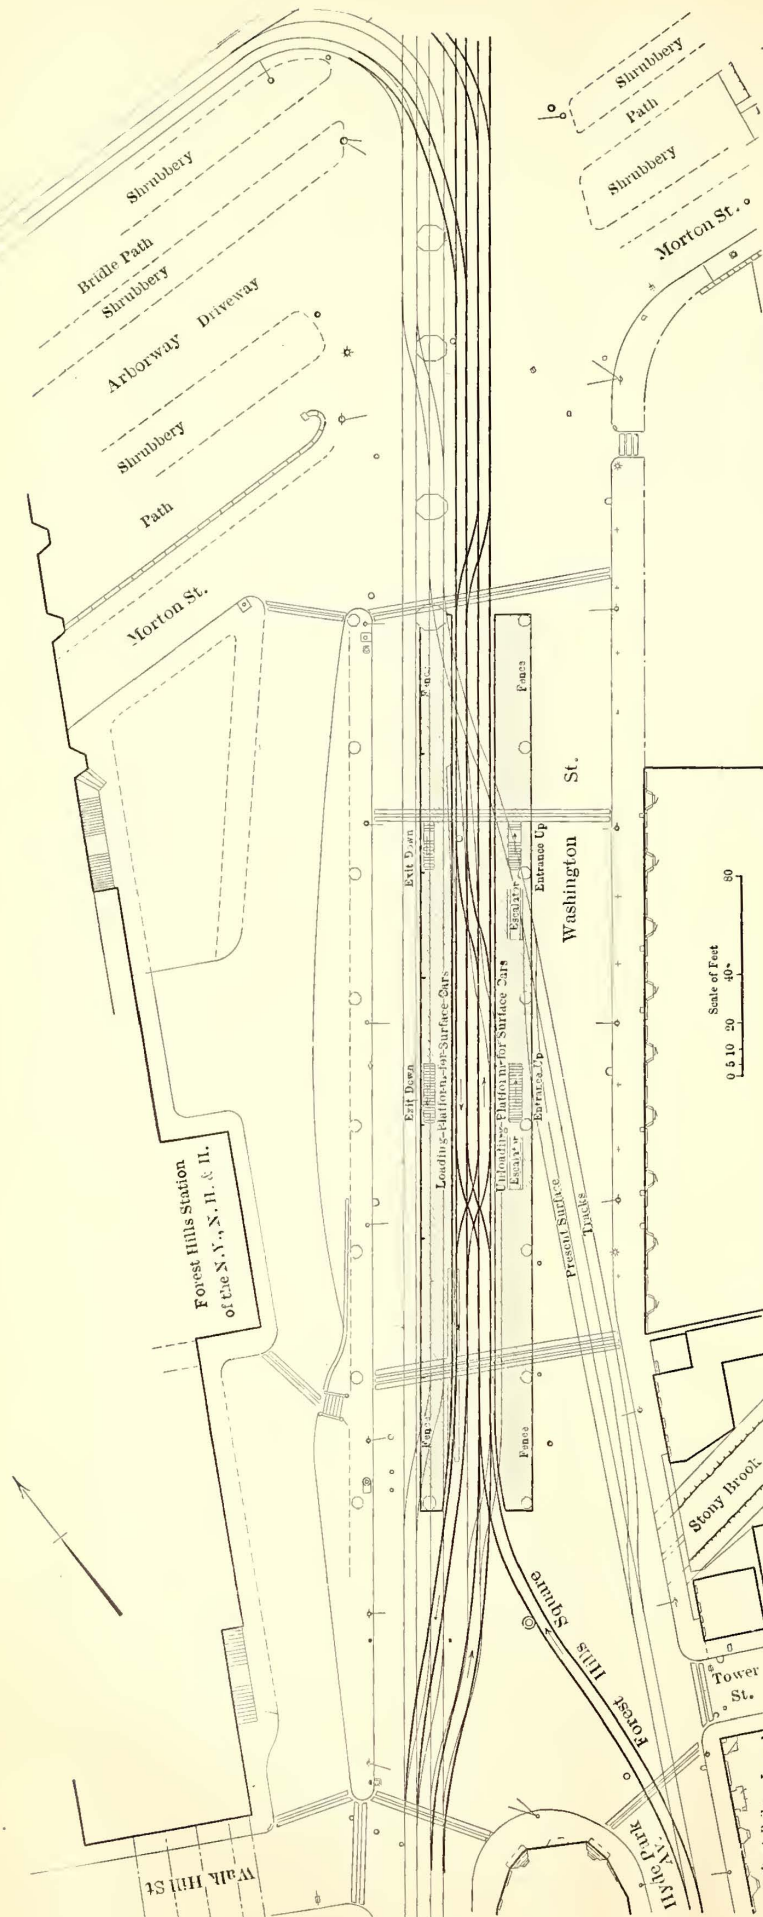 Shrubbery
Path
Shrubbery
Morton St.
Shrubbery
Bridle Path
Shrubbery
Arborway Driveway
Shrubbery
Path
Morton St.
Fence
Fence
St.
Washington
Exit Down
Entrance Up
Escalator
Loading-Platform-for-Surface-Cars
Unloading-Platform-for Surface Cars
Exit Down
Entrance Up
Escalator
Scale of Feet
0 5 10 20 40 80
Forest Hills Station
of the N.Y., N. H. & H.
Present Surface
Tracks
Fence
Fence
Stony Brook
Forest Hills Square
Tower
St.
Hyde Park
Av.
Walk Hill St